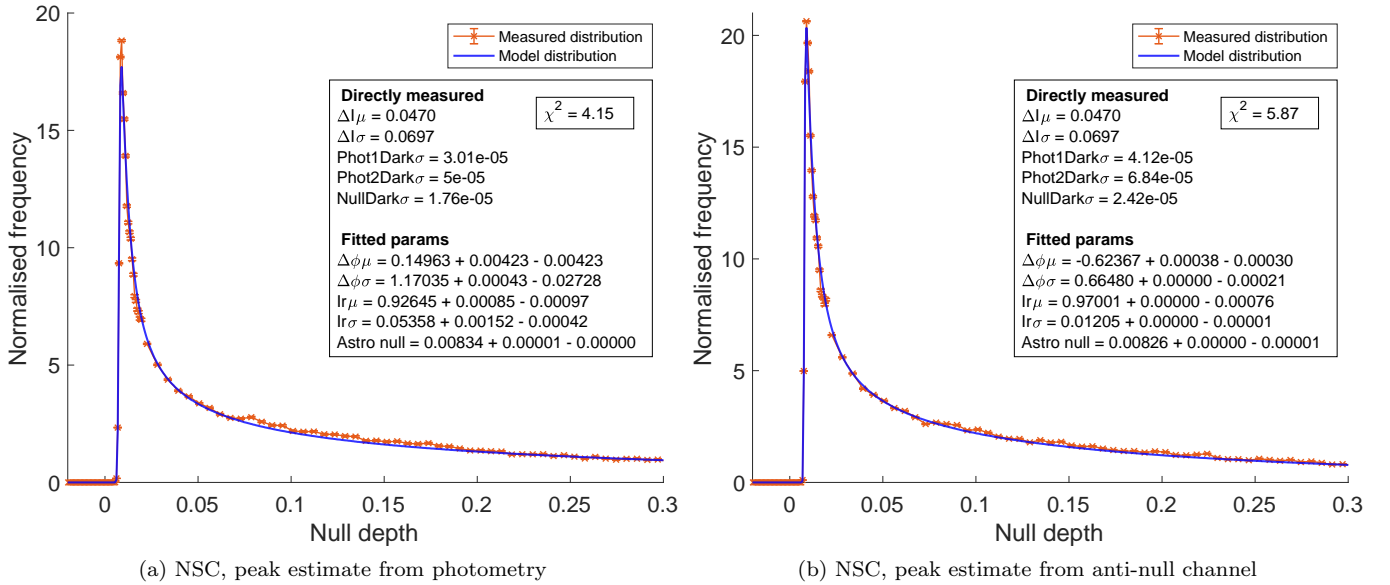 20
15
10
5
0
Normalised frequency
0
0.05
0.1
0.15
0.2
0.25
0.3
Null depth
Measured distribution
Model distribution
Directly measured
χ² = 4.15
ΔIμ = 0.0470
ΔIσ = 0.0697
Phot1Darkσ = 3.01e-05
Phot2Darkσ = 5e-05
NullDarkσ = 1.76e-05
Fitted params
Δϕμ = 0.14963 + 0.00423 - 0.00423
Δϕσ = 1.17035 + 0.00043 - 0.02728
Irμ = 0.92645 + 0.00085 - 0.00097
Irσ = 0.05358 + 0.00152 - 0.00042
Astro null = 0.00834 + 0.00001 - 0.00000
(a) NSC, peak estimate from photometry
20
15
10
5
0
Normalised frequency
0
0.05
0.1
0.15
0.2
0.25
0.3
Null depth
Measured distribution
Model distribution
Directly measured
χ² = 5.87
ΔIμ = 0.0470
ΔIσ = 0.0697
Phot1Darkσ = 4.12e-05
Phot2Darkσ = 6.84e-05
NullDarkσ = 2.42e-05
Fitted params
Δϕμ = -0.62367 + 0.00038 - 0.00030
Δϕσ = 0.66480 + 0.00000 - 0.00021
Irμ = 0.97001 + 0.00000 - 0.00076
Irσ = 0.01205 + 0.00000 - 0.00001
Astro null = 0.00826 + 0.00000 - 0.00001
(b) NSC, peak estimate from anti-null channel